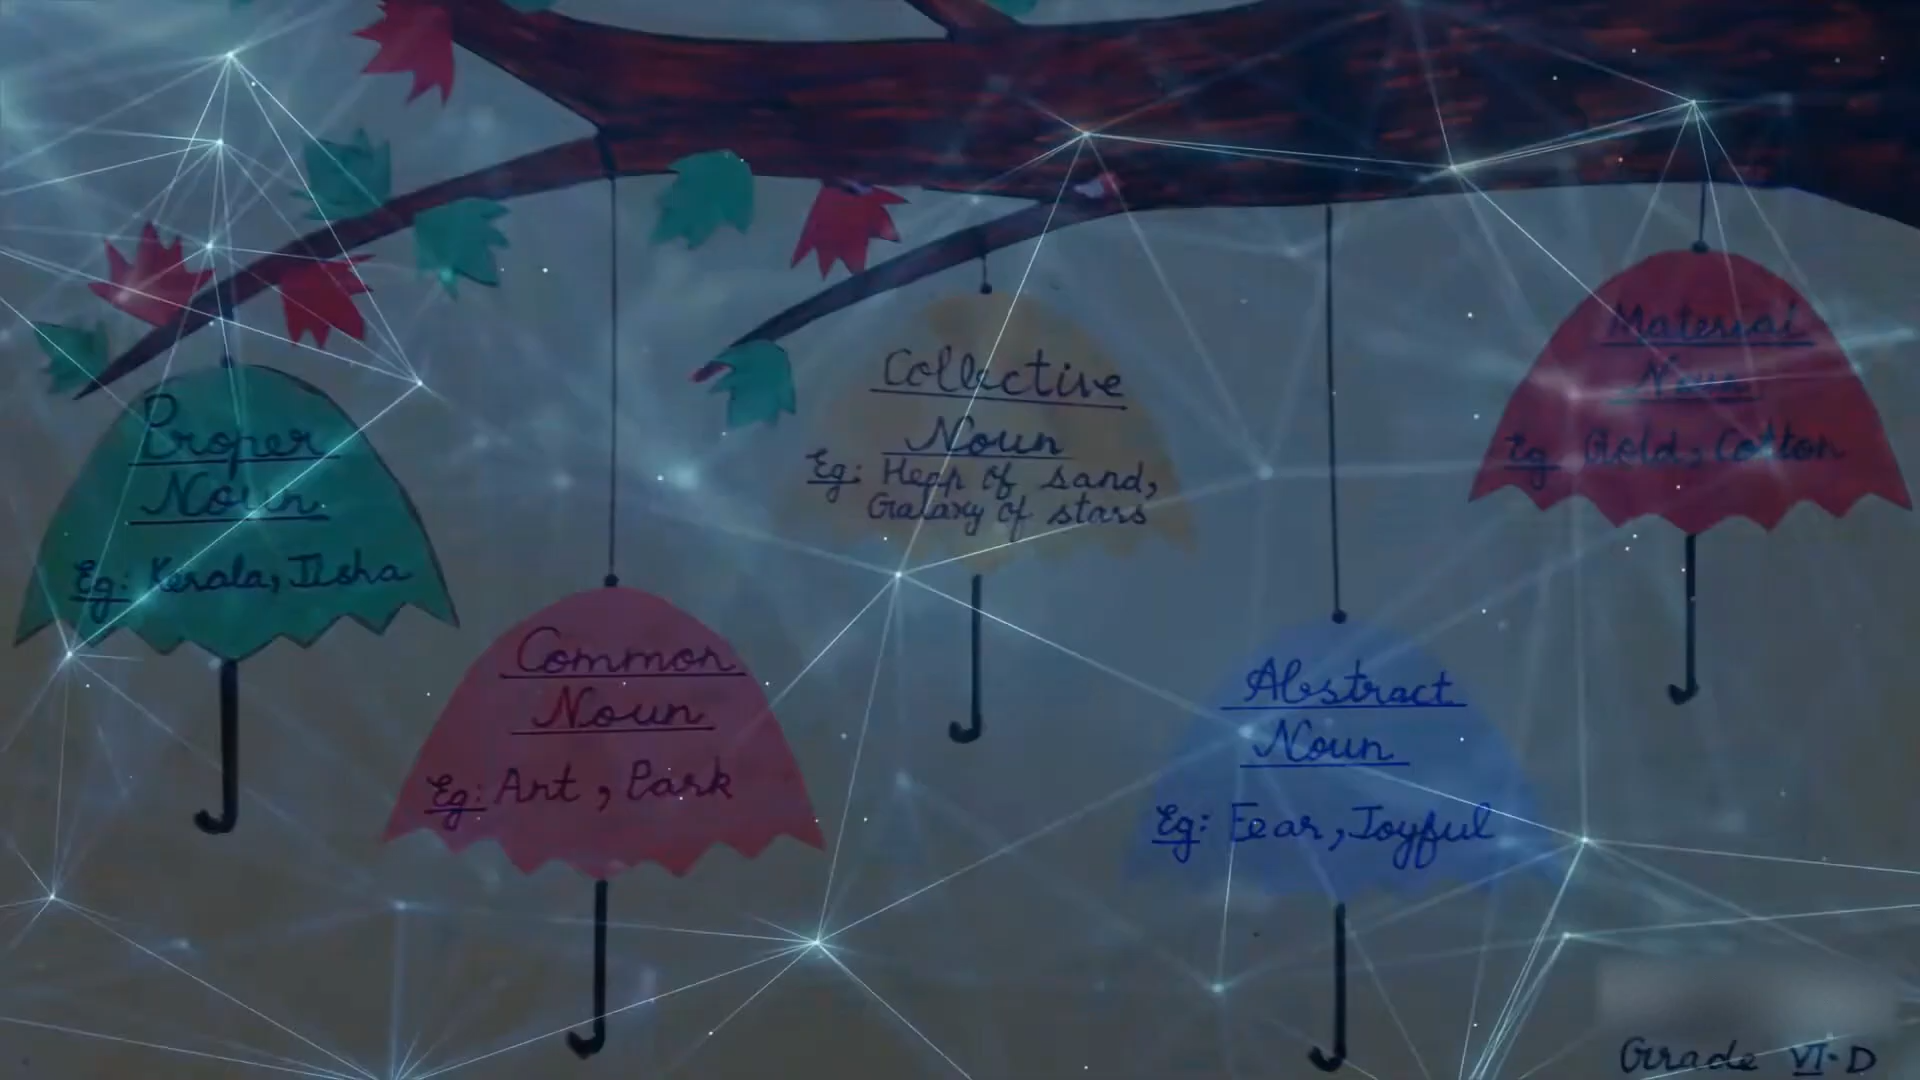 Proper
Noun
Eg: Kerala, Iisha
Common
Noun
Eg: Art, Park
Collective
Noun
Eg: Heap of sand,
Galaxy of stars
Abstract
Noun
Eg: Fear, Joyful
Material
Noun
Eg Gold, Cotton
Grade VI-D